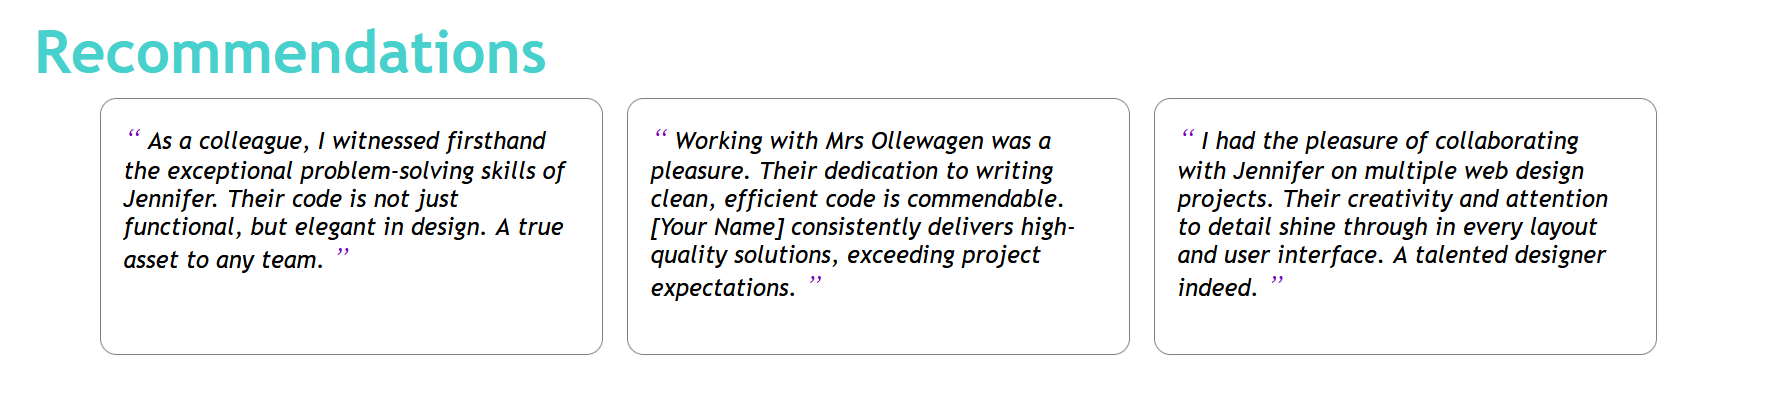 Recommendations
“ As a colleague, I witnessed firsthand
the exceptional problem-solving skills of
Jennifer. Their code is not just
functional, but elegant in design. A true
asset to any team. ”
“ Working with Mrs Ollewagen was a
pleasure. Their dedication to writing
clean, efficient code is commendable.
[Your Name] consistently delivers high-
quality solutions, exceeding project
expectations. ”
“ I had the pleasure of collaborating
with Jennifer on multiple web design
projects. Their creativity and attention
to detail shine through in every layout
and user interface. A talented designer
indeed. ”